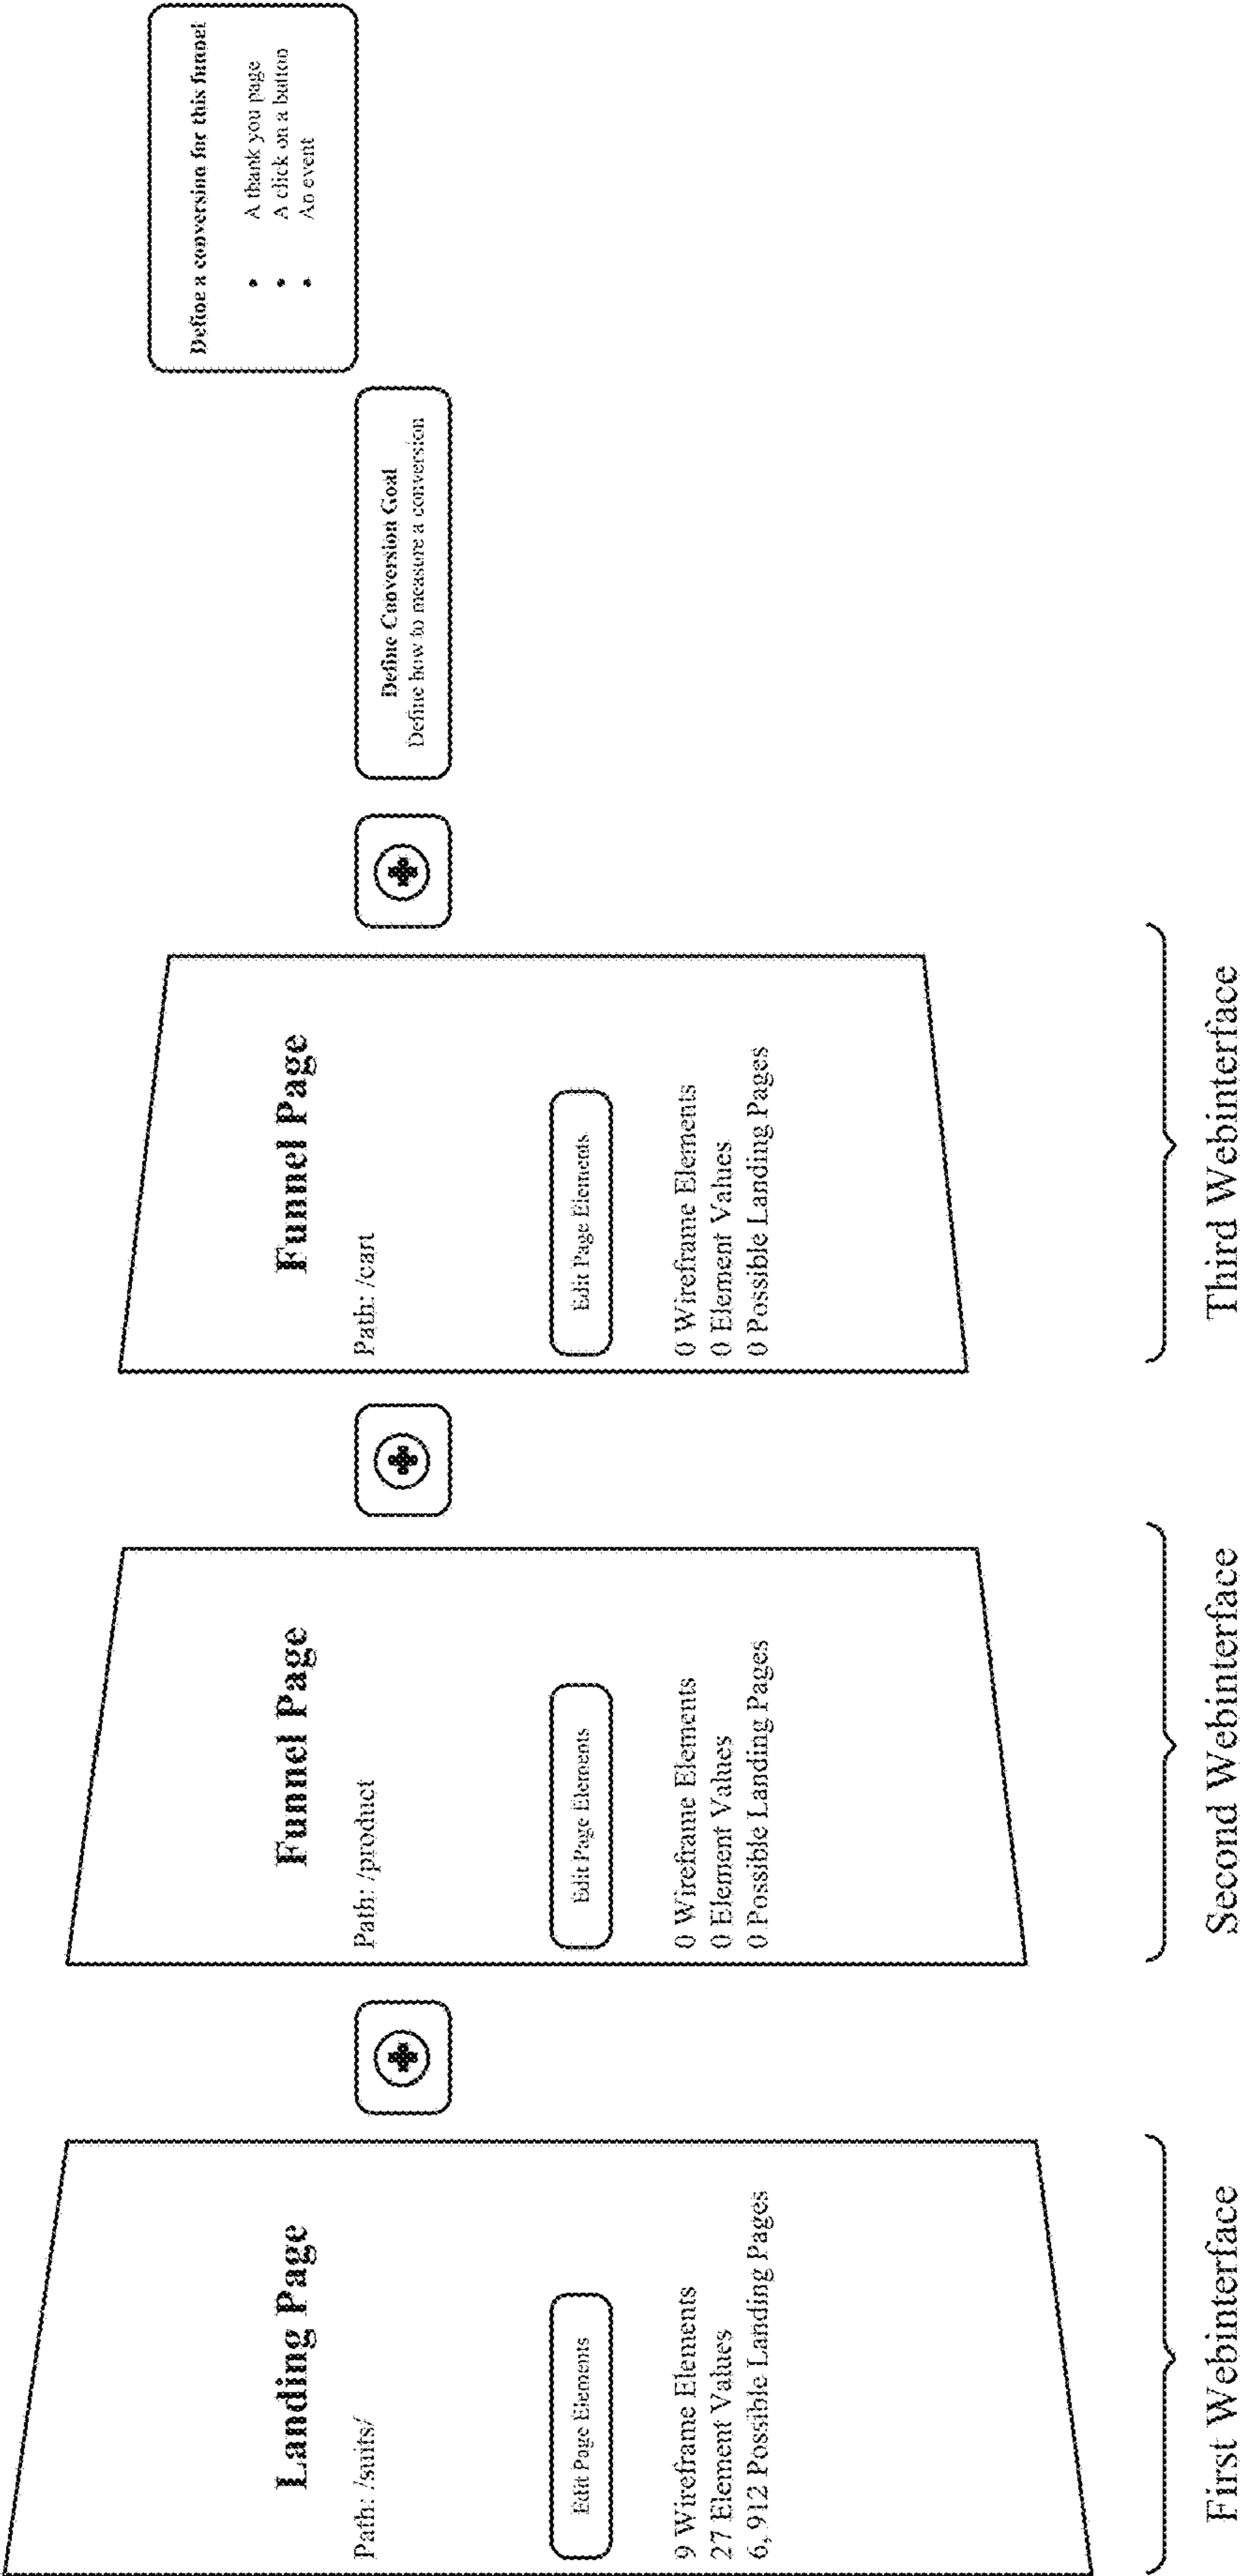 Landing Page
Path: /suits/
Edit Page Elements
9 Wireframe Elements
27 Element Values
6, 912 Possible Landing Pages
First Webinterface
Funnel Page
Path: /product
Edit Page Elements
0 Wireframe Elements
0 Element Values
0 Possible Landing Pages
Second Webinterface
Funnel Page
Path: /cart
Edit Page Elements
0 Wireframe Elements
0 Element Values
0 Possible Landing Pages
Third Webinterface
Define Conversion Goal
Define how to measure a conversion
Define a conversion for this funnel
• A thank you page
• A click on a button
• An event